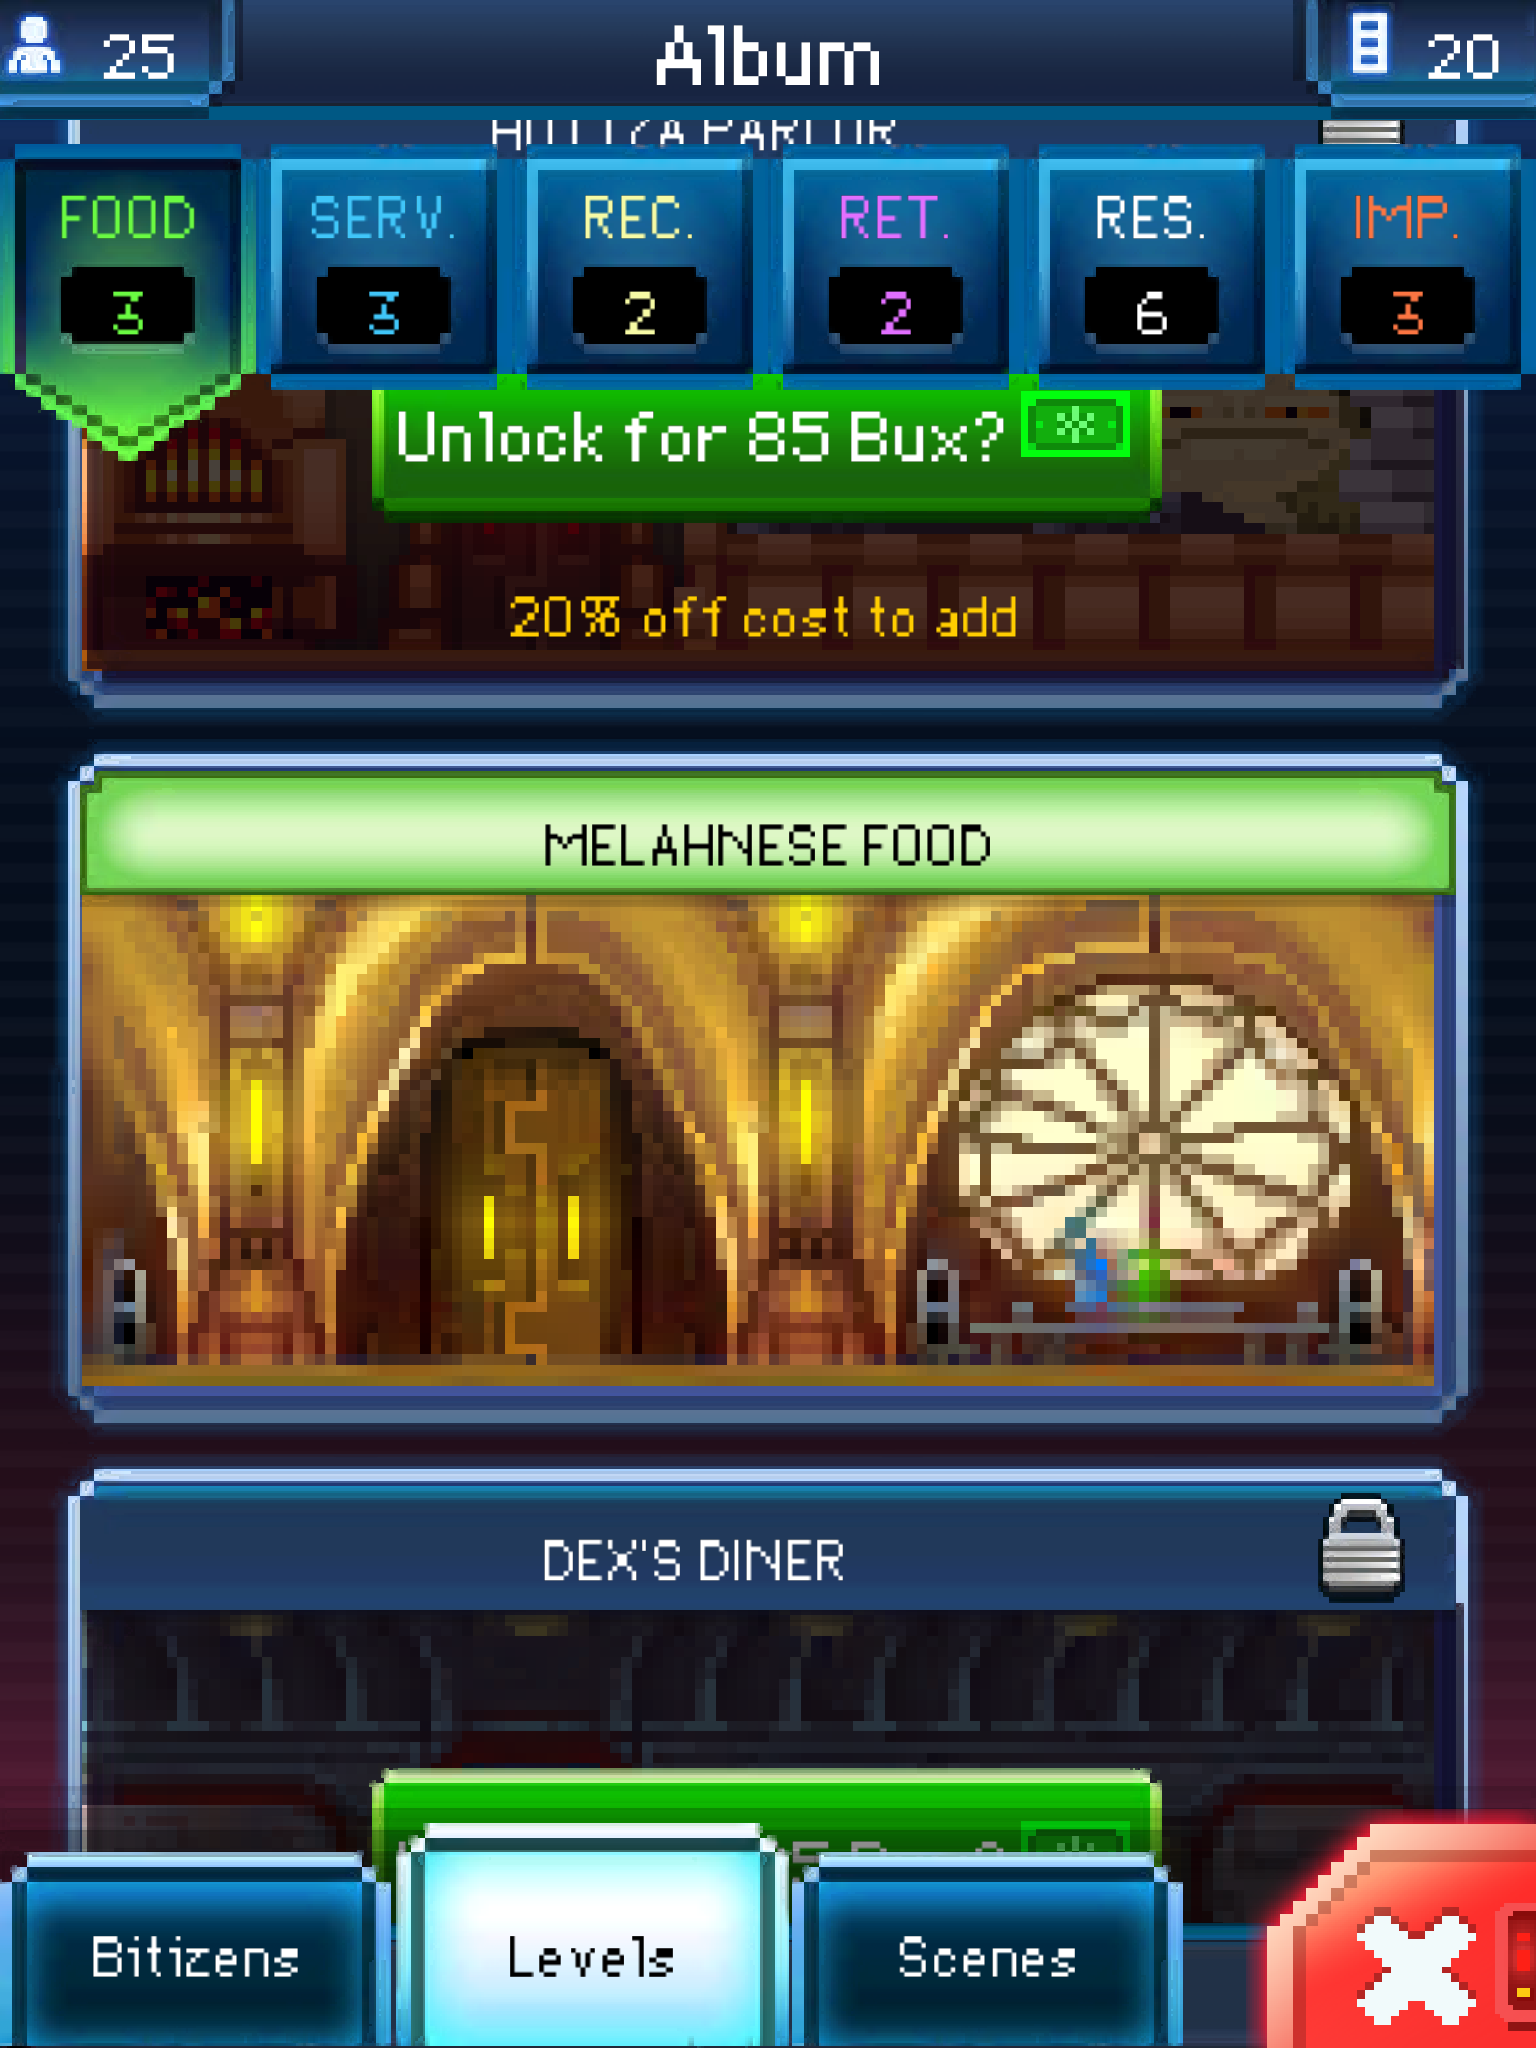 25
Album
20
PARLOR
FOOD
SERV.
REC.
RET.
RES.
IMP.
3
3
2
2
6
3
Unlock for 85 Bux?
20% off cost to add
MELAHNESE FOOD
DEX'S DINER
Bitizens
Levels
Scenes